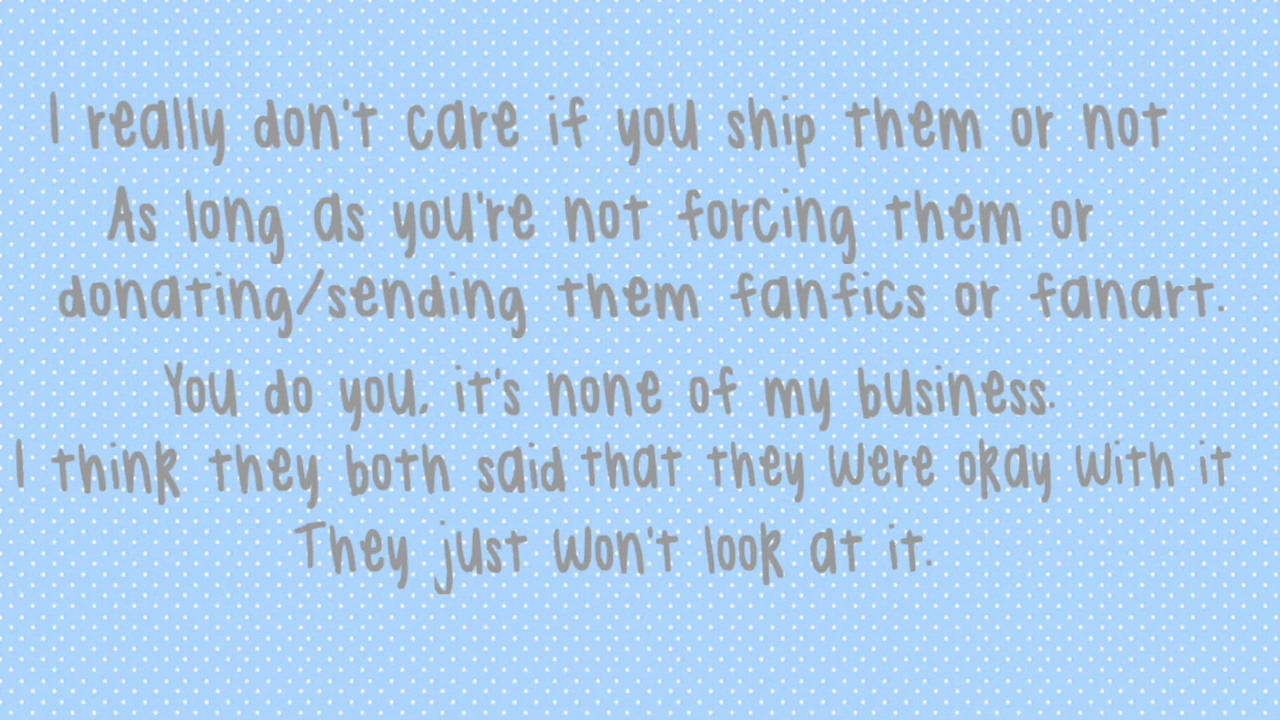 I really don't care if you ship them or not
As long as you're not forcing them or
donating/sending them fanfics or fanart.
You do you, it's none of my business.
I think they both said that they were okay with it
They just won't look at it.